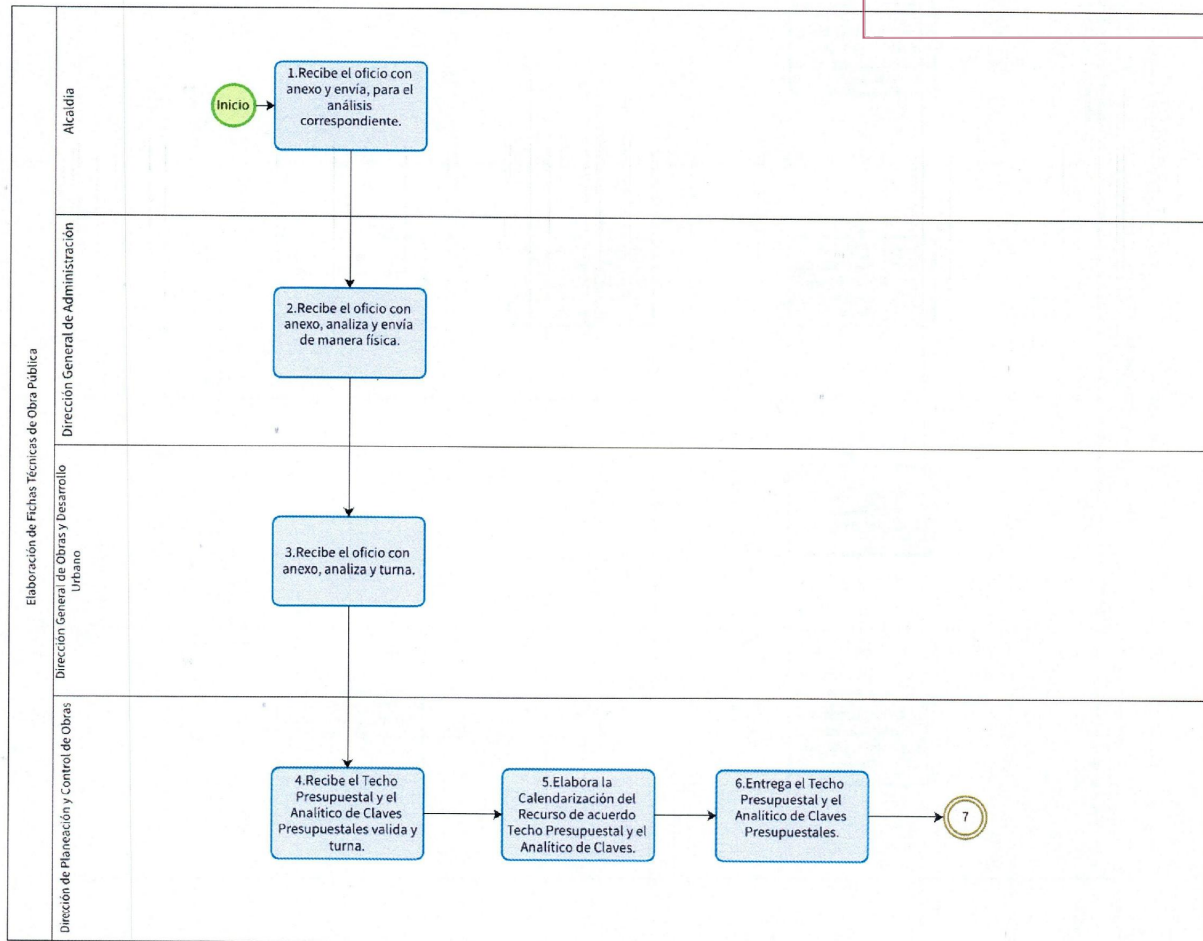 Elaboración de Fichas Técnicas de Obra Pública
Alcaldía
Inicio
1.Recibe el oficio con
anexo y envía, para el
análisis
correspondiente.
Dirección General de Administración
2.Recibe el oficio con
anexo, analiza y envía
de manera física.
Dirección General de Obras y Desarrollo
Urbano
3.Recibe el oficio con
anexo, analiza y turna.
Dirección de Planeación y Control de Obras
4.Recibe el Techo
Presupuestal y el
Analítico de Claves
Presupuestales valida y
turna.
5.Elabora la
Calendarización del
Recurso de acuerdo
Techo Presupuestal y el
Analítico de Claves.
6.Entrega el Techo
Presupuestal y el
Analítico de Claves
Presupuestales.
7